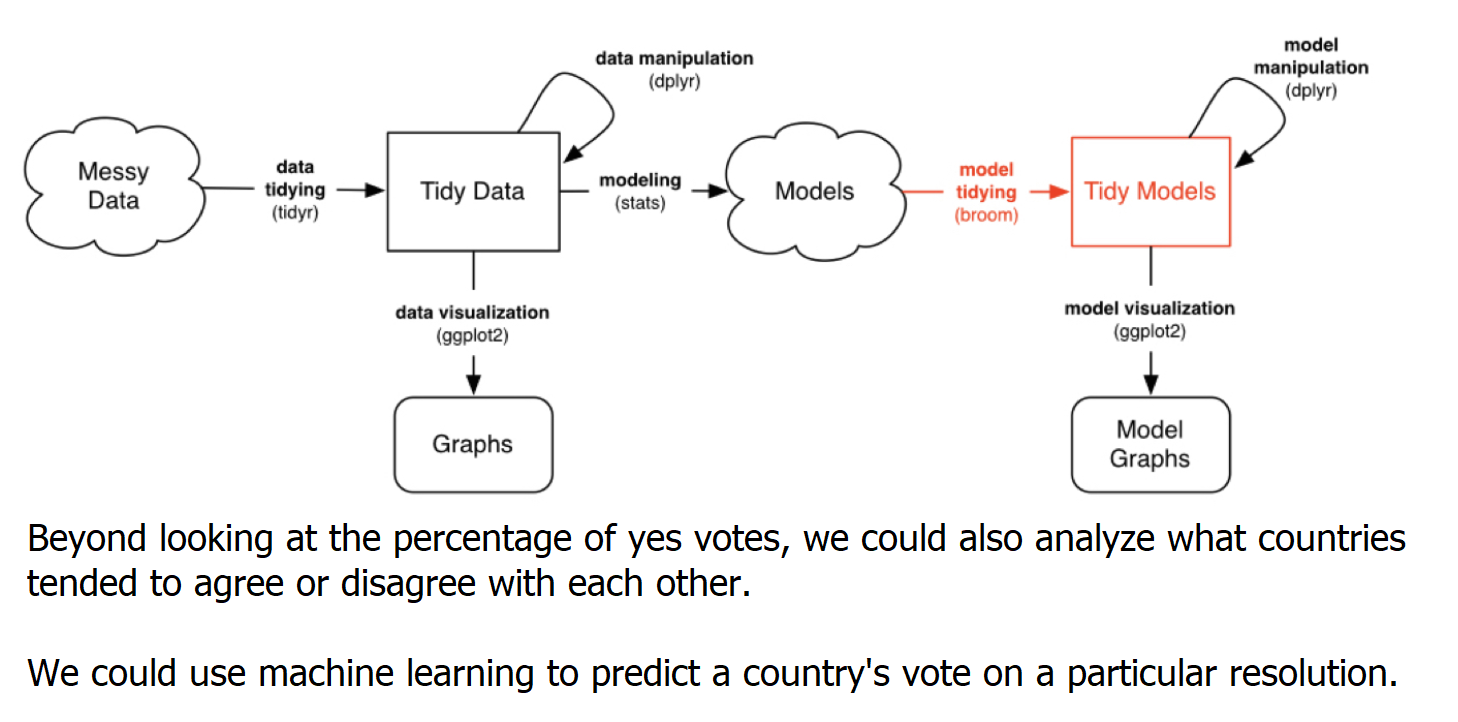 data manipulation
(dplyr)
model
manipulation
(dplyr)
Messy
Data
data
tidying
(tidyr)
Tidy Data
modeling
(stats)
Models
model
tidying
(broom)
Tidy Models
data visualization
(ggplot2)
model visualization
(ggplot2)
Graphs
Model
Graphs
Beyond looking at the percentage of yes votes, we could also analyze what countries
tended to agree or disagree with each other.
We could use machine learning to predict a country's vote on a particular resolution.